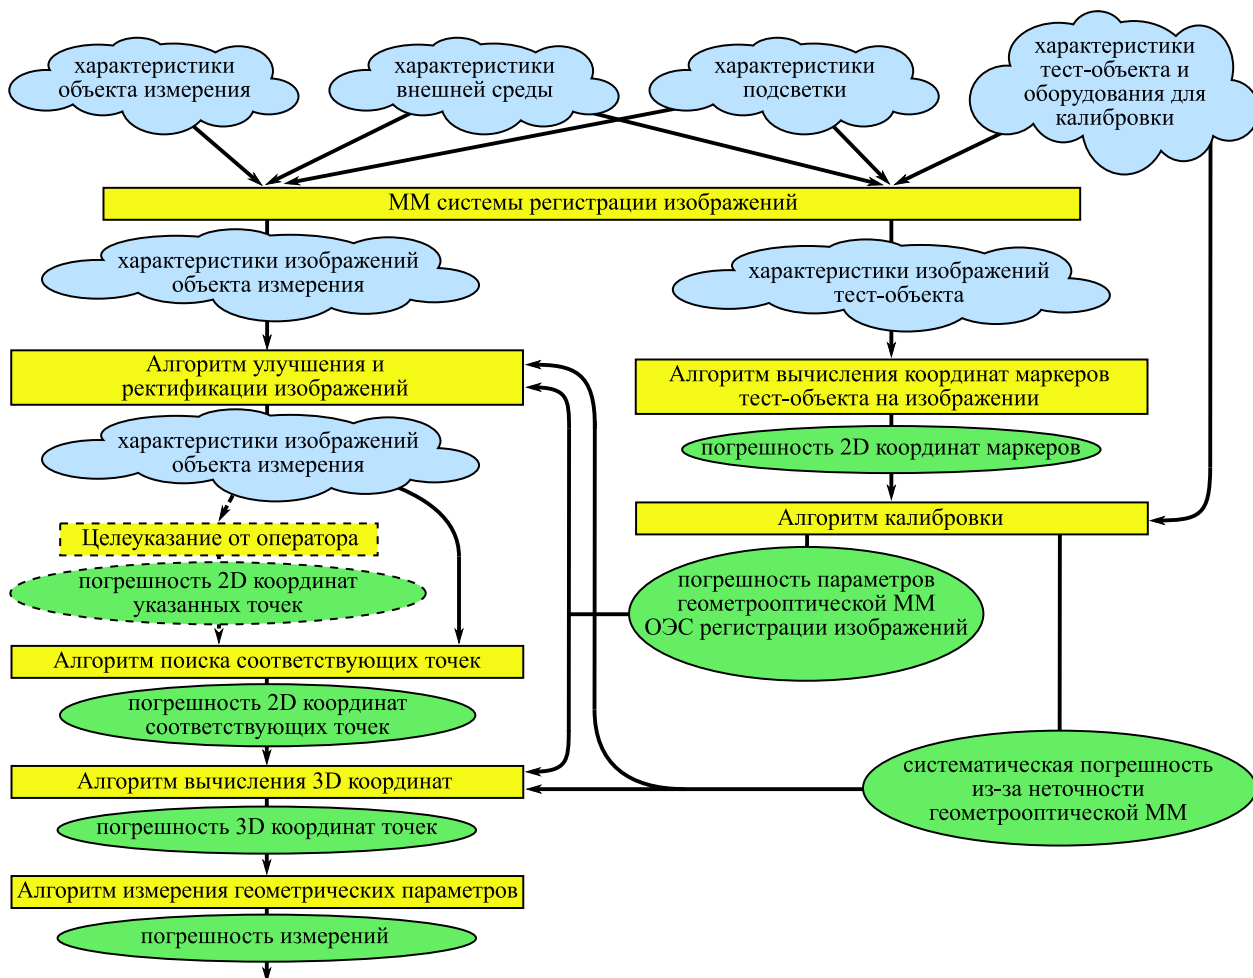 характеристики
объекта измерения
характеристики
внешней среды
характеристики
подсветки
характеристики
тест-объекта и
оборудования для
калибровки
ММ системы регистрации изображений
характеристики изображений
объекта измерения
характеристики изображений
тест-объекта
Алгоритм улучшения и
ректификации изображений
Алгоритм вычисления координат маркеров
тест-объекта на изображении
характеристики изображений
объекта измерения
погрешность 2D координат маркеров
Целеуказание от оператора
Алгоритм калибровки
погрешность 2D координат
указанных точек
погрешность параметров
геометрооптической ММ
ОЭС регистрации изображений
Алгоритм поиска соответствующих точек
погрешность 2D координат
соответствующих точек
Алгоритм вычисления 3D координат
систематическая погрешность
из-за неточности
геометрооптической ММ
погрешность 3D координат точек
Алгоритм измерения геометрических параметров
погрешность измерений